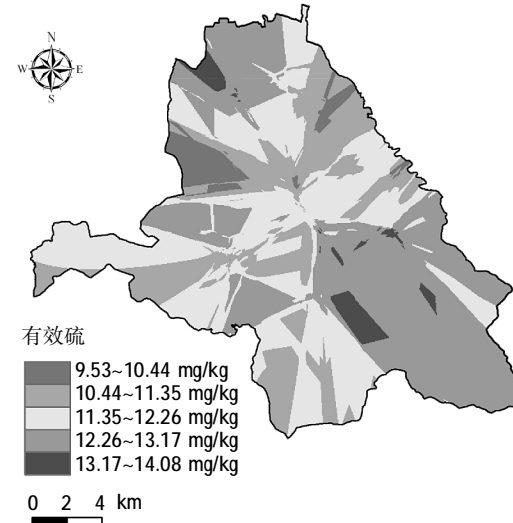 N
W E
S
有效硫
9.53~10.44 mg/kg
10.44~11.35 mg/kg
11.35~12.26 mg/kg
12.26~13.17 mg/kg
13.17~14.08 mg/kg
0 2 4 km